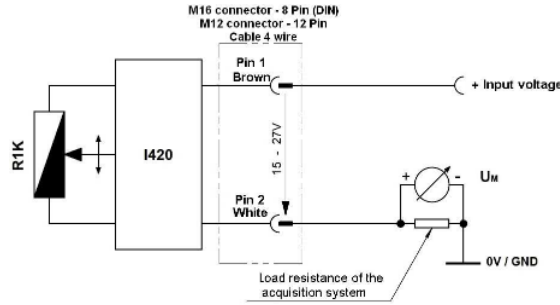 M16 connector - 8 Pin (DIN)
M12 connector - 12 Pin
Cable 4 wire
Pin 1
Brown
+ Input voltage
R1K
I420
15 - 27V
+
-
UM
Pin 2
White
0V / GND
Load resistance of the
acquisition system